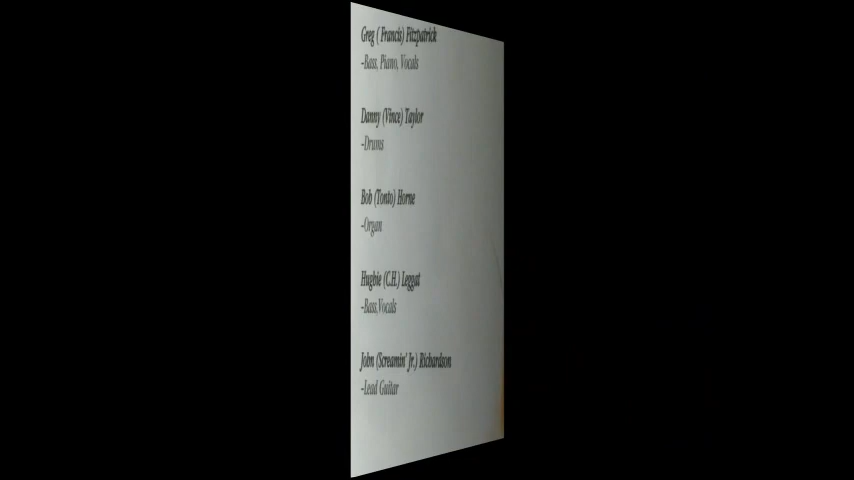 Greg ( Francis) Fitzpatrick
-Bass, Piano, Vocals
Danny (Vince) Taylor
-Drums
Bob (Tonto) Horne
-Organ
Hughie (C.H.) Leggat
-Bass,Vocals
John (Screamin' Jr.) Richardson
-Lead Guitar